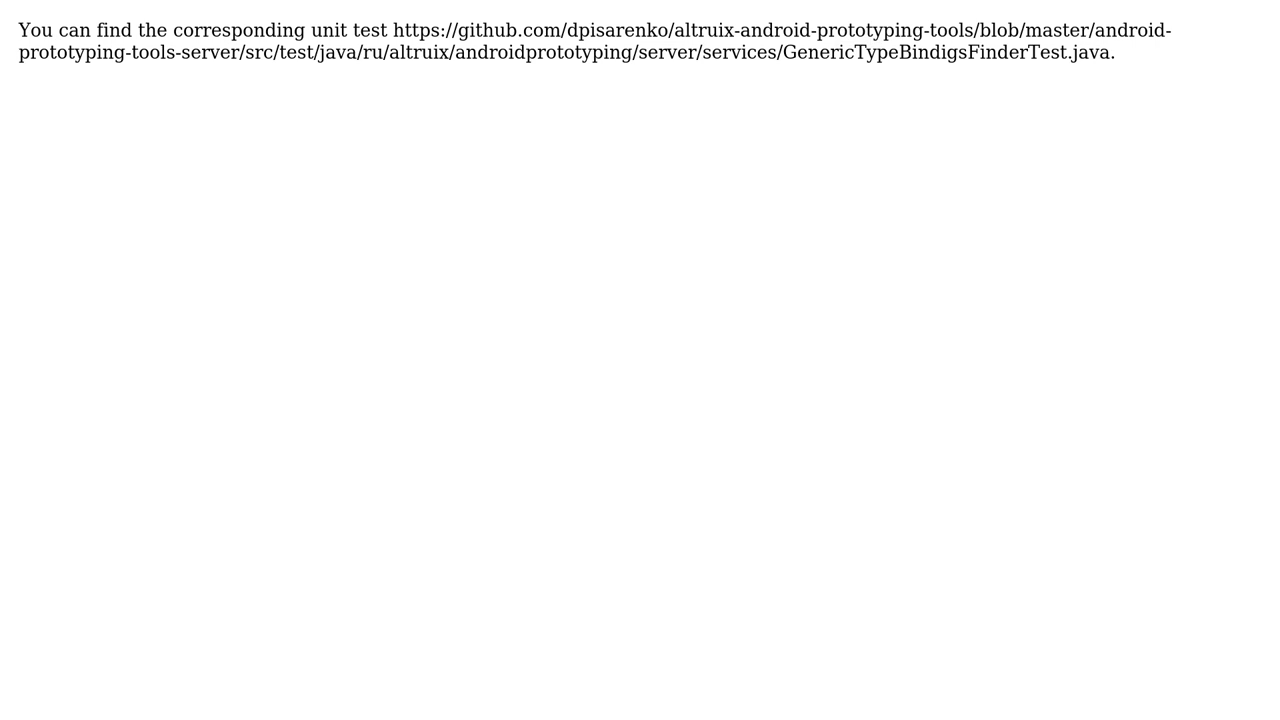 You can find the corresponding unit test https://github.com/dpisarenko/altruix-android-prototyping-tools/blob/master/android-
prototyping-tools-server/src/test/java/ru/altruix/androidprototyping/server/services/GenericTypeBindigsFinderTest.java.